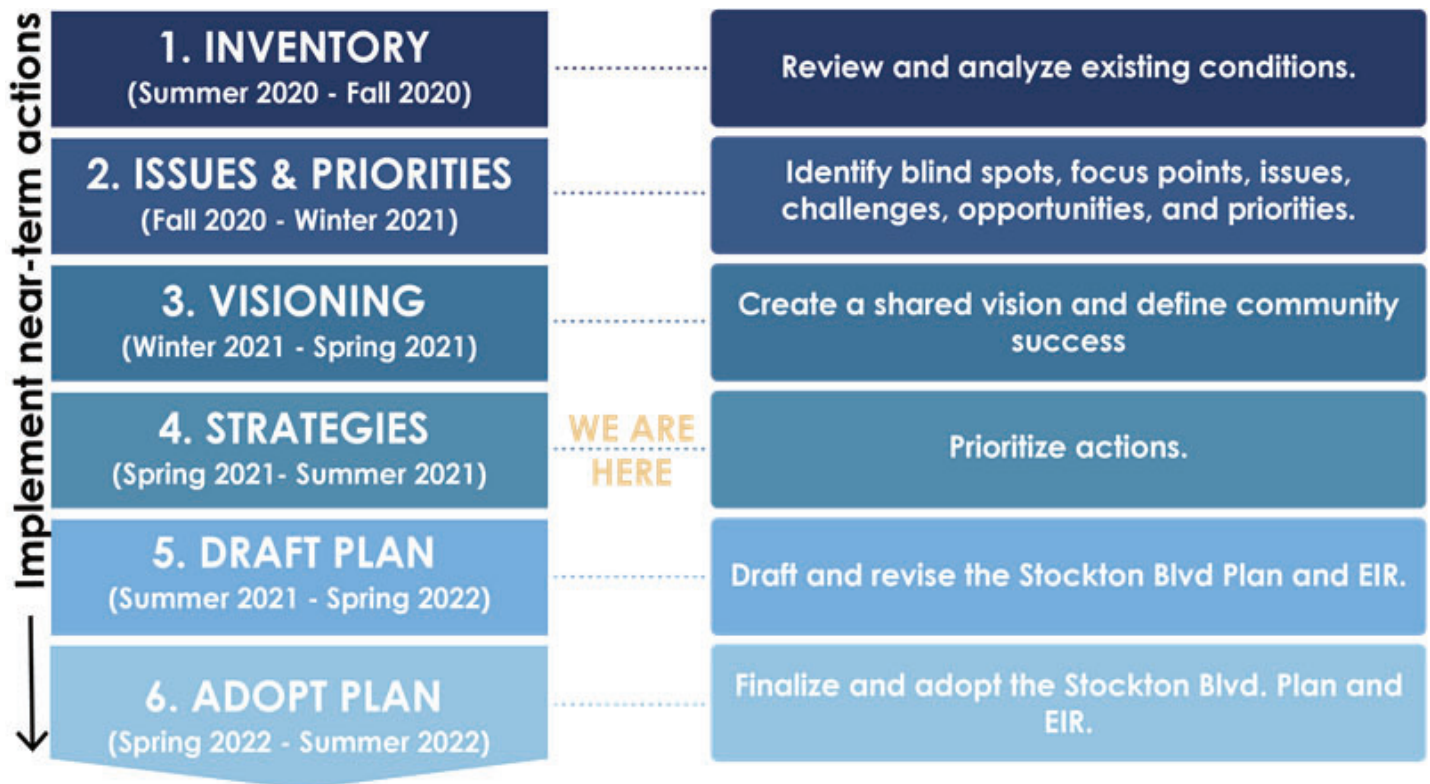 Implement near-term actions
1. INVENTORY
(Summer 2020 - Fall 2020)
Review and analyze existing conditions.
2. ISSUES & PRIORITIES
(Fall 2020 - Winter 2021)
Identify blind spots, focus points, issues,
challenges, opportunities, and priorities.
3. VISIONING
(Winter 2021 - Spring 2021)
Create a shared vision and define community
success
4. STRATEGIES
(Spring 2021- Summer 2021)
WE ARE
HERE
Prioritize actions.
5. DRAFT PLAN
(Summer 2021 - Spring 2022)
Draft and revise the Stockton Blvd Plan and EIR.
6. ADOPT PLAN
(Spring 2022 - Summer 2022)
Finalize and adopt the Stockton Blvd. Plan and
EIR.